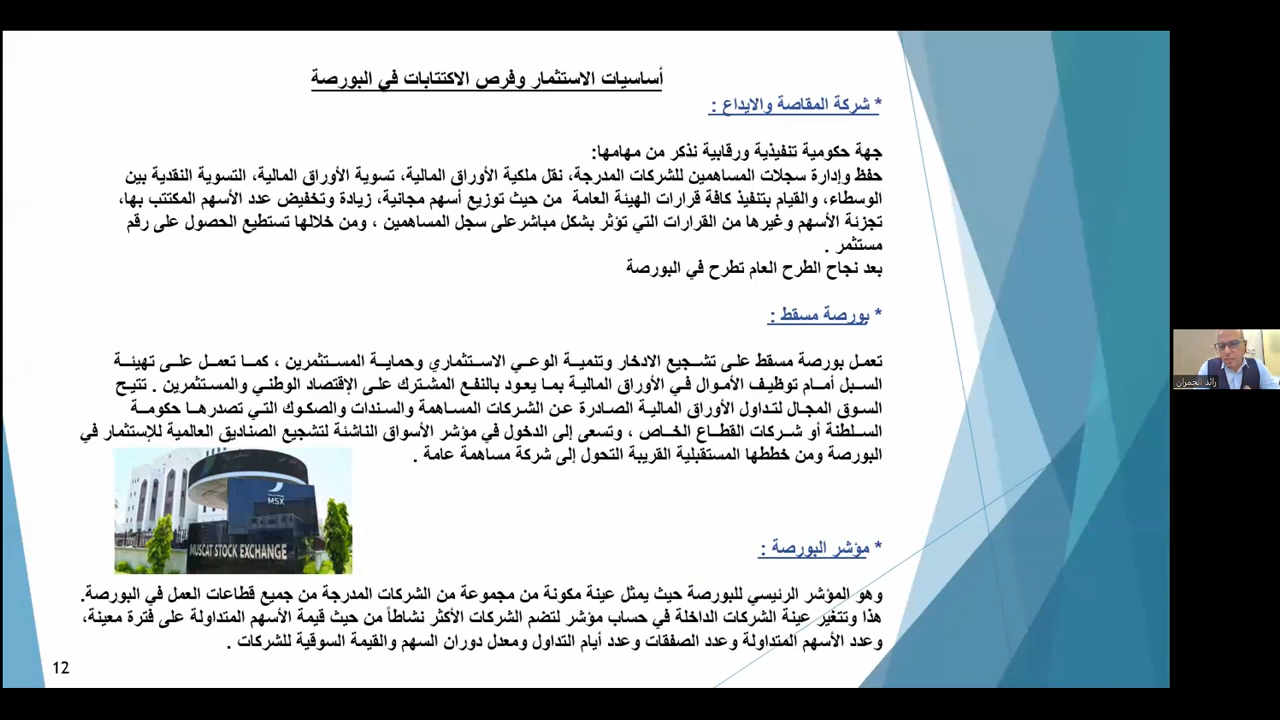 أساسيات الاستثمار وفرص الاكتتابات في البورصة
* شركة المقاصة والايداع :
جهة حكومية تنفيذية ورقابية نذكر من مهامها:
حفظ وإدارة سجلات المساهمين للشركات المدرجة، نقل ملكية الأوراق المالية، تسوية الأوراق المالية، التسوية النقدية بين
الوسطاء، والقيام بتنفيذ كافة قرارات الهيئة العامة من حيث توزيع أسهم مجانية، زيادة وتخفيض عدد الأسهم المكتتب بها،
تجزئة الأسهم وغيرها من القرارات التي تؤثر بشكل مباشرعلى سجل المساهمين ، ومن خلالها تستطيع الحصول على رقم
مستثمر .
بعد نجاح الطرح العام تطرح في البورصة
* بورصة مسقط :
تعمل بورصة مسقط على تشجيع الادخار وتنمية الوعي الاستثماري وحماية المستثمرين ، كما تعمل على تهيئة
السبل أمام توظيف الأموال في الأوراق المالية بما يعود بالنفع المشترك على الإقتصاد الوطني والمستثمرين . تتيح
السوق المجال لتداول الأوراق المالية الصادرة عن الشركات المساهمة والسندات والصكوك التي تصدرها حكومة
السلطنة أو شركات القطاع الخاص ، وتسعى إلى الدخول في مؤشر الأسواق الناشئة لتشجيع الصناديق العالمية للإستثمار في
البورصة ومن خططها المستقبلية القريبة التحول إلى شركة مساهمة عامة .
MSX
MUSCAT STOCK EXCHANGE
* مؤشر البورصة :
وهو المؤشر الرئيسي للبورصة حيث يمثل عينة مكونة من مجموعة من الشركات المدرجة من جميع قطاعات العمل في البورصة.
هذا وتتغير عينة الشركات الداخلة في حساب مؤشر لتضم الشركات الأكثر نشاطاً من حيث قيمة الأسهم المتداولة على فترة معينة،
وعدد الأسهم المتداولة وعدد الصفقات وعدد أيام التداول ومعدل دوران السهم والقيمة السوقية للشركات .
12
رائد الحمران